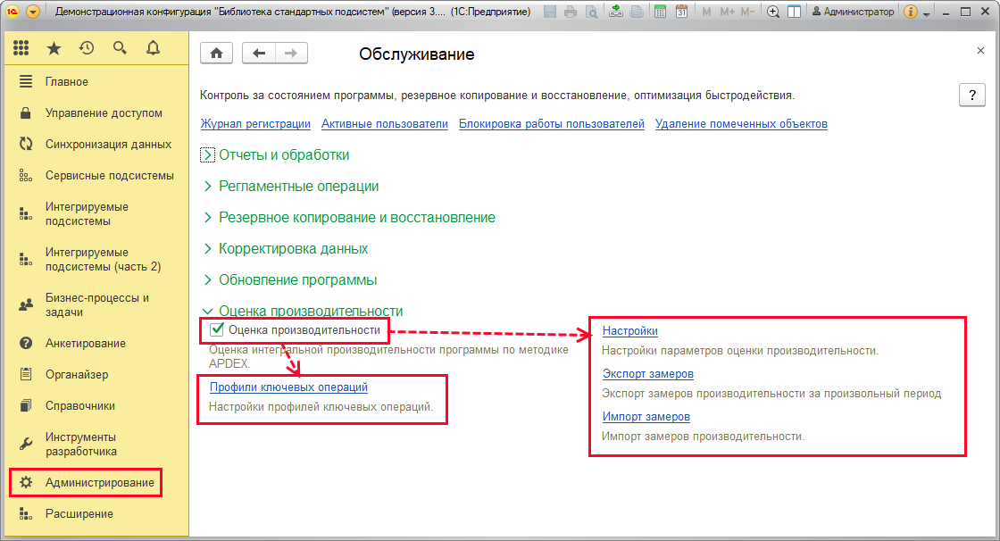 Демонстрационная конфигурация "Библиотека стандартных подсистем" (версия 3.... (1С:Предприятие)
31
M M+ M-
Администратор
Главное
Управление доступом
Синхронизация данных
Сервисные подсистемы
Интегрируемые
подсистемы
Интегрируемые
подсистемы (часть 2)
Бизнес-процессы и
задачи
Анкетирование
Органайзер
Справочники
Инструменты
разработчика
Администрирование
Расширение
Обслуживание
Контроль за состоянием программы, резервное копирование и восстановление, оптимизация быстродействия.
?
Журнал регистрации Активные пользователи Блокировка работы пользователей Удаление помеченных объектов
Отчеты и обработки
Регламентные операции
Резервное копирование и восстановление
Корректировка данных
Обновление программы
Оценка производительности
Оценка производительности
Оценка интегральной производительности программы по методике
APDEX.
Профили ключевых операций
Настройки профилей ключевых операций.
Настройки
Настройки параметров оценки производительности.
Экспорт замеров
Экспорт замеров производительности за произвольный период
Импорт замеров
Импорт замеров производительности.